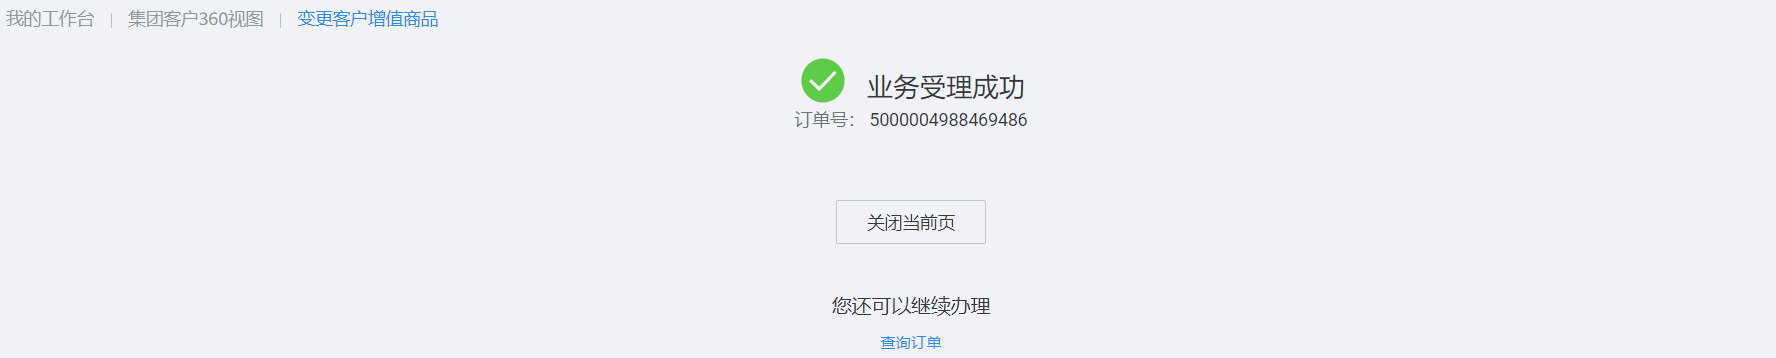 我的工作台 | 集团客户360视图 | 变更客户增值商品
业务受理成功
订单号： 5000004988469486
关闭当前页
您还可以继续办理
查询订单